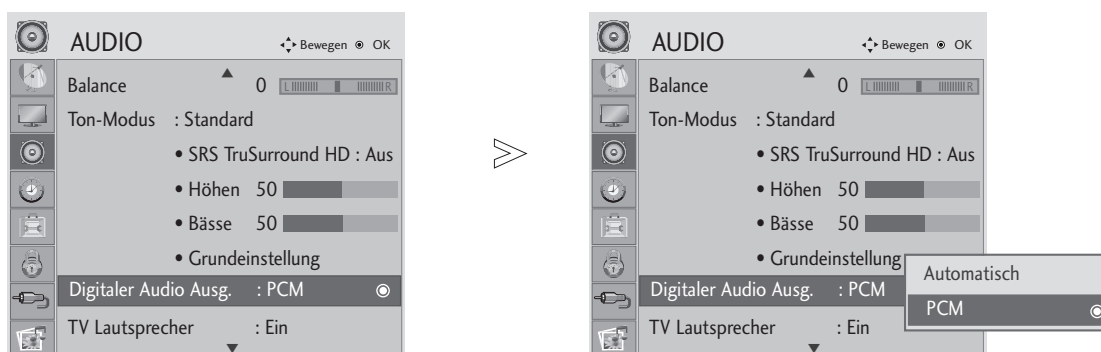 AUDIO
Bewegen OK
Balance 0 L R
Ton-Modus : Standard
• SRS TruSurround HD : Aus
• Höhen 50
• Bässe 50
• Grundeinstellung
Digitaler Audio Ausg. : PCM
TV Lautsprecher : Ein
AUDIO
Bewegen OK
Balance 0 L R
Ton-Modus : Standard
• SRS TruSurround HD : Aus
• Höhen 50
• Bässe 50
• Grundeinstellung
Digitaler Audio Ausg. : PCM
TV Lautsprecher : Ein
Automatisch
PCM